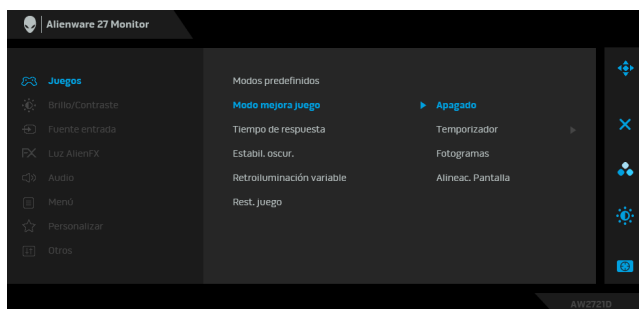 Alienware 27 Monitor
Juegos
Brillo/Contraste
Fuente entrada
FX Luz AlienFX
Audio
Menú
Personalizar
Otros
Modos predefinidos
Modo mejora juego
Tiempo de respuesta
Estabil. oscur.
Retroiluminación variable
Rest. juego
Apagado
Temporizador
Fotogramas
Alineac. Pantalla
AW2721D